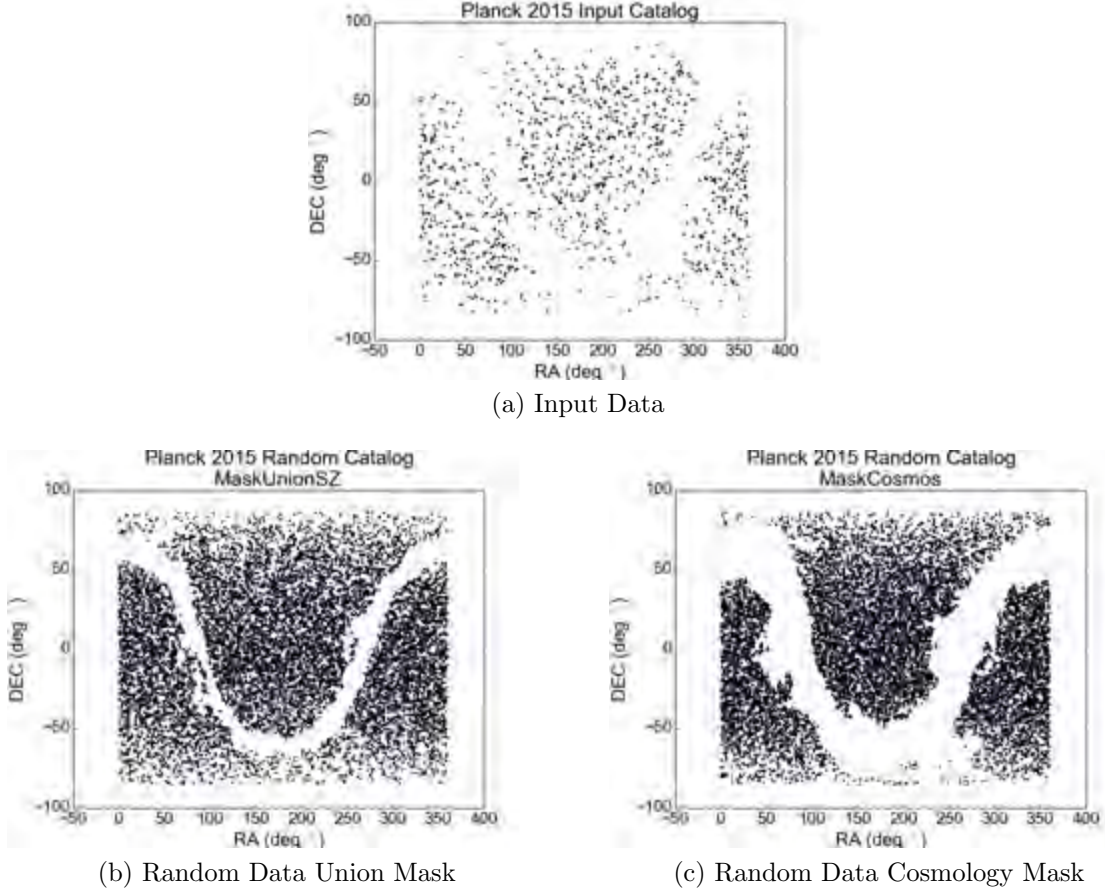 Planck 2015 Input Catalog
100
50
0
−50
−100
DEC (deg °)
−50 0 50 100 150 200 250 300 350 400
RA (deg °)
(a) Input Data
Planck 2015 Random Catalog
MaskUnionSZ
100
50
0
−50
−100
DEC (deg )
−50 0 50 100 150 200 250 300 350 400
RA (deg °)
(b) Random Data Union Mask
Planck 2015 Random Catalog
MaskCosmos
100
50
0
−50
−100
DEC (deg )
−50 0 50 100 150 200 250 300 350 400
RA (deg °)
(c) Random Data Cosmology Mask